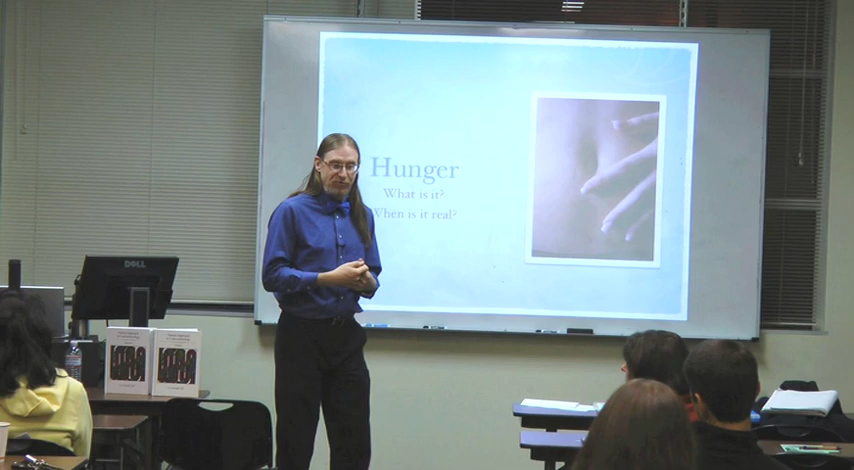 Hunger
What is it?
When is it real?
DELL